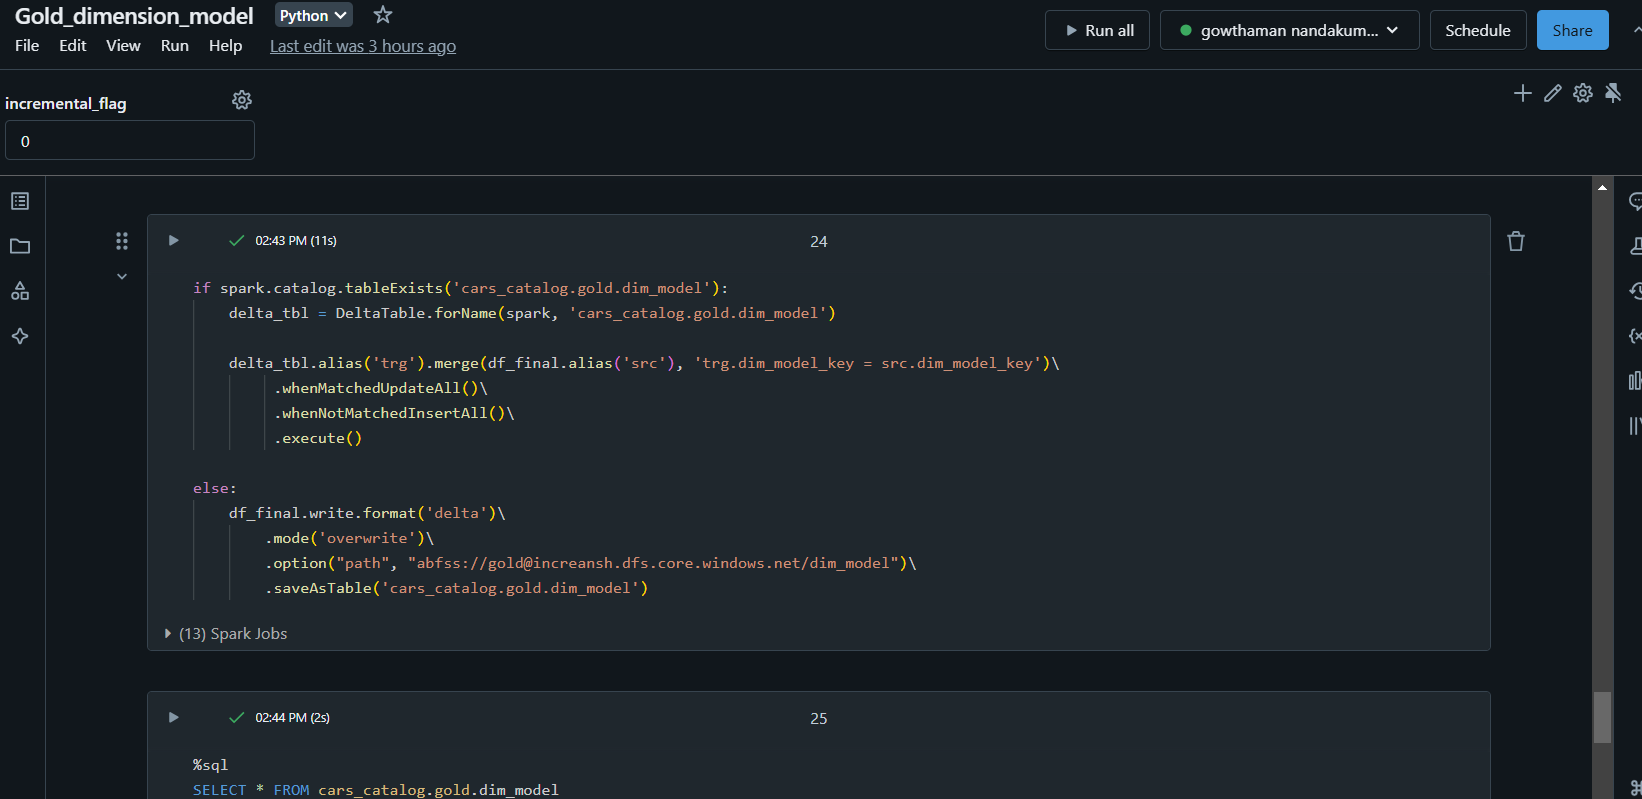 Gold_dimension_model Python
File Edit View Run Help Last edit was 3 hours ago
Run all gowthaman nandakum... Schedule Share
incremental_flag
0
02:43 PM (11s) 24
if spark.catalog.tableExists('cars_catalog.gold.dim_model'):
    delta_tbl = DeltaTable.forName(spark, 'cars_catalog.gold.dim_model')
    delta_tbl.alias('trg').merge(df_final.alias('src'), 'trg.dim_model_key = src.dim_model_key')\
         .whenMatchedUpdateAll()\
         .whenNotMatchedInsertAll()\
         .execute()
else:
    df_final.write.format('delta')\
        .mode('overwrite')\
        .option("path", "abfss://gold@increansh.dfs.core.windows.net/dim_model")\
        .saveAsTable('cars_catalog.gold.dim_model')
(13) Spark Jobs
02:44 PM (2s) 25
%sql
SELECT * FROM cars_catalog.gold.dim_model